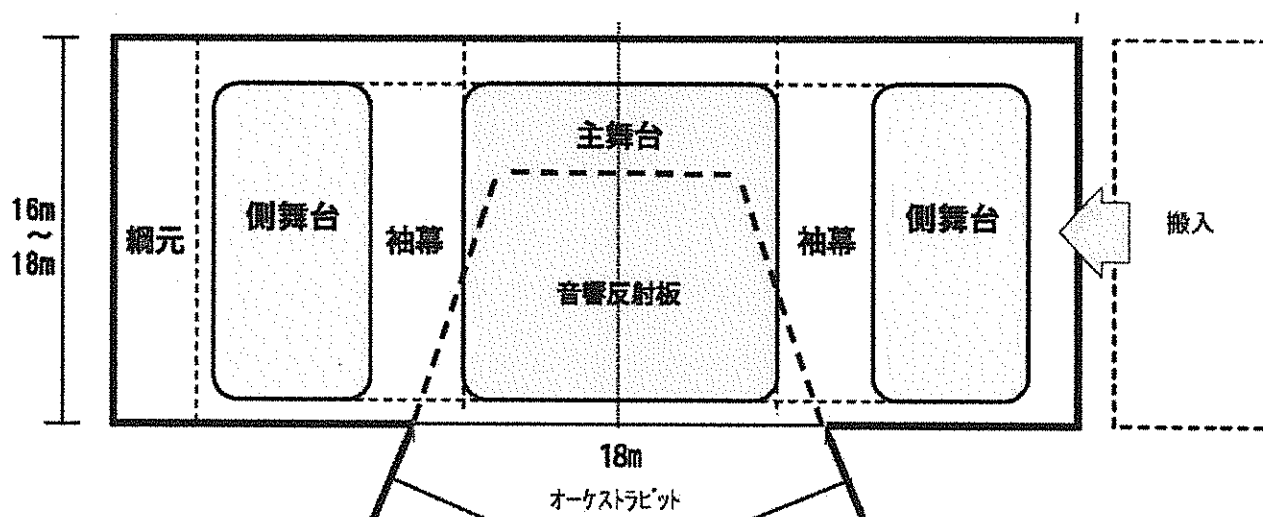 主舞台
16m
~
18m
綱元
側舞台
袖幕
音響反射板
袖幕
側舞台
搬入
18m
オーケストラピット